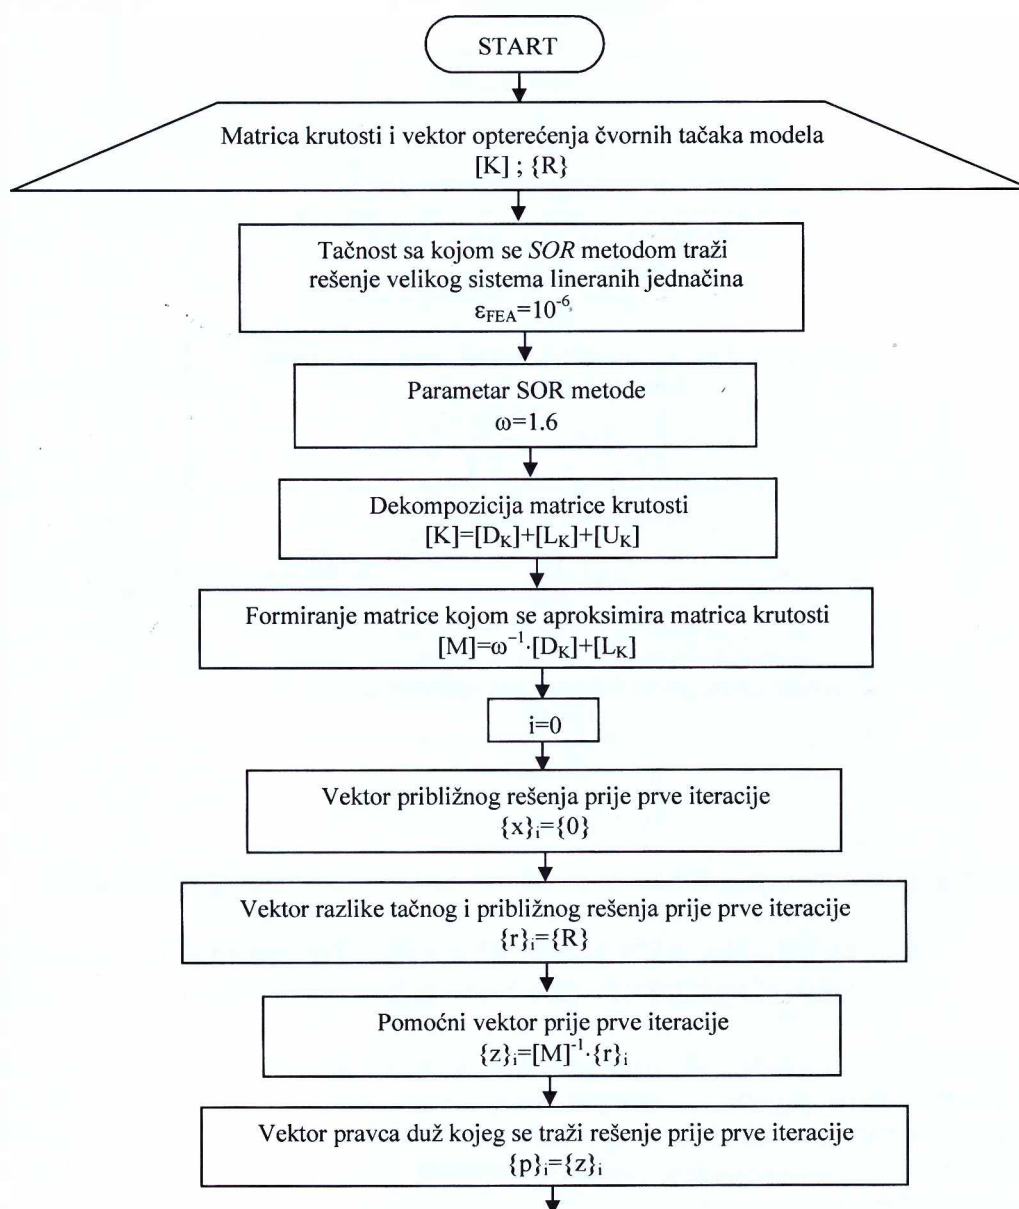 START
Matrica krutosti i vektor opterećenja čvornih tačaka modela
[K] ; {R}
Tačnost sa kojom se SOR metodom traži
rešenje velikog sistema lineranih jednačina
εFEA=10⁻⁶
Parametar SOR metode
ω=1.6
Dekompozicija matrice krutosti
[K]=[DK]+[LK]+[UK]
Formiranje matrice kojom se aproksimira matrica krutosti
[M]=ω⁻¹·[DK]+[LK]
i=0
Vektor približnog rešenja prije prve iteracije
{x}i={0}
Vektor razlike tačnog i približnog rešenja prije prve iteracije
{r}i={R}
Pomoćni vektor prije prve iteracije
{z}i=[M]⁻¹·{r}i
Vektor pravca duž kojeg se traži rešenje prije prve iteracije
{p}i={z}i